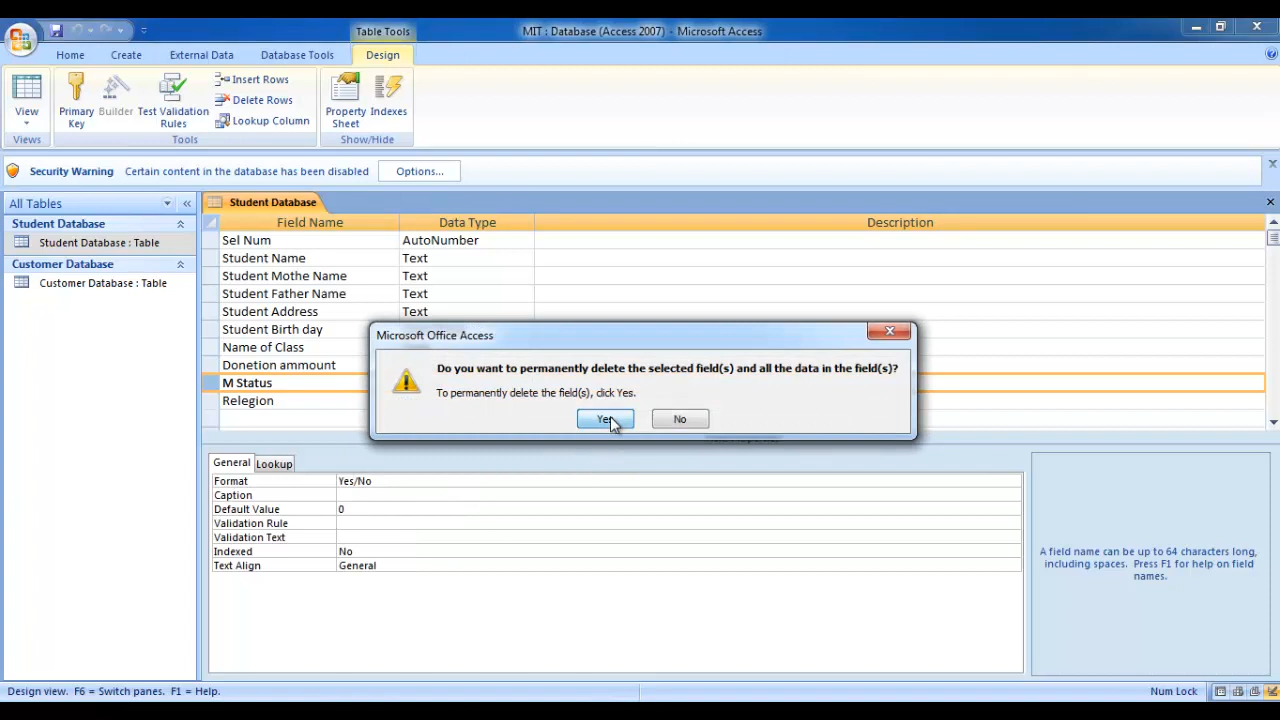 Table Tools
MIT : Database (Access 2007) - Microsoft Access
Home Create External Data Database Tools Design
View
Primary Key
Builder
Test Validation Rules
Insert Rows
Delete Rows
Lookup Column
Property Sheet
Indexes
Views Tools Show/Hide
Security Warning Certain content in the database has been disabled Options...
All Tables
Student Database
Student Database : Table
Customer Database
Customer Database : Table
Student Database
Field Name Data Type Description
Sel Num AutoNumber
Student Name Text
Student Mothe Name Text
Student Father Name Text
Student Address Text
Student Birth day
Name of Class
Donetion ammount
M Status
Relegion
Microsoft Office Access
Do you want to permanently delete the selected field(s) and all the data in the field(s)?
To permanently delete the field(s), click Yes.
Yes No
General Lookup
Format Yes/No
Caption
Default Value 0
Validation Rule
Validation Text
Indexed No
Text Align General
A field name can be up to 64 characters long,
including spaces. Press F1 for help on field
names.
Design view. F6 = Switch panes. F1 = Help. Num Lock